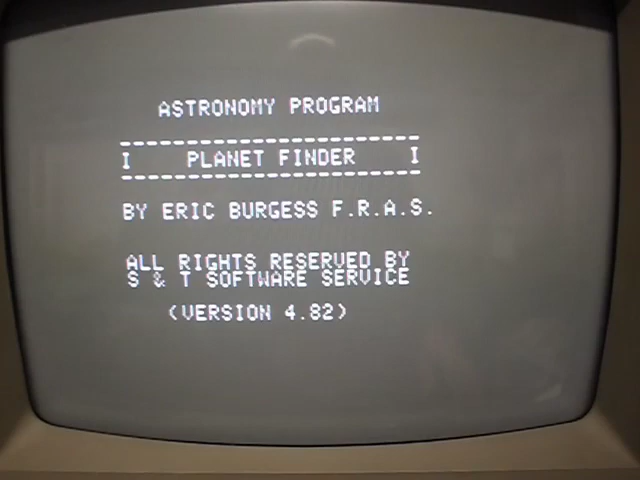 ASTRONOMY PROGRAM
-----------------------
I PLANET FINDER I
-----------------------
BY ERIC BURGESS F.R.A.S.
ALL RIGHTS RESERVED BY
S & T SOFTWARE SERVICE
(VERSION 4.82)